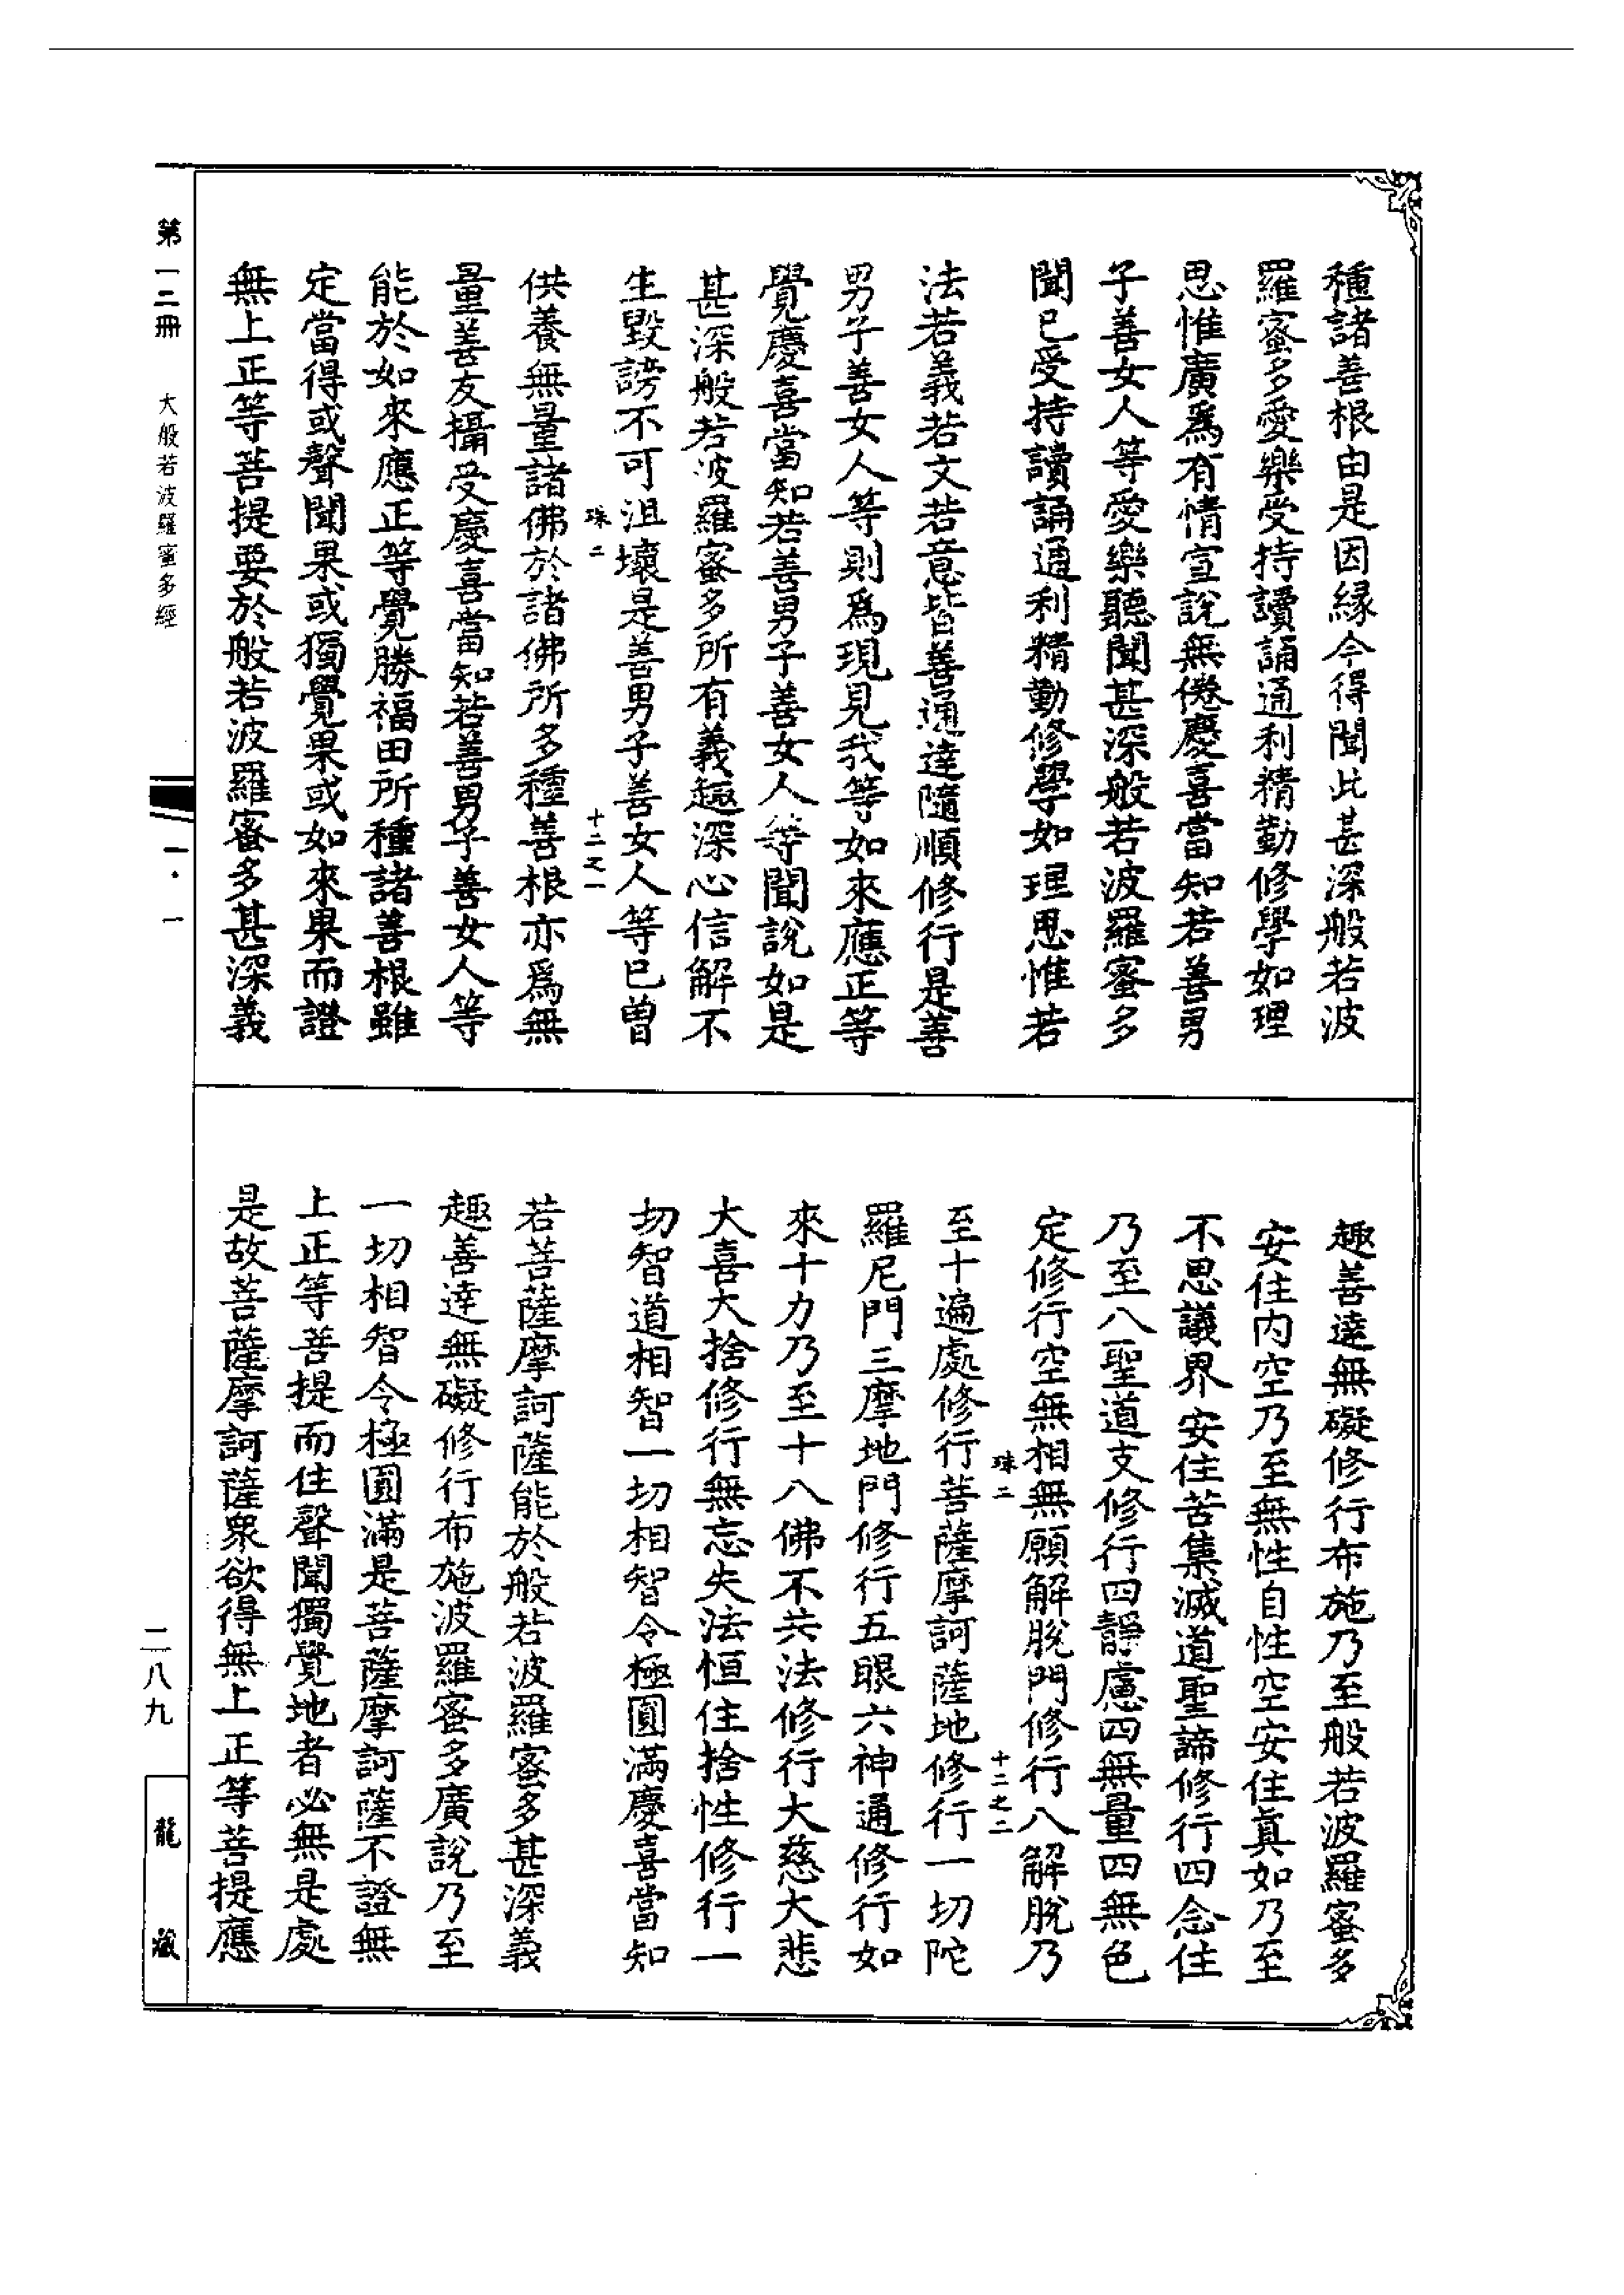 種諸善根由是因緣今得聞此甚深般若波
羅蜜多愛樂受持讀誦通利精勤修學如理
思惟廣爲有情宣說無倦慶喜當知若善男
子善女人等愛樂聽聞甚深般若波羅蜜多
聞已受持讀誦通利精勤修學如理思惟若
法若義若文若意皆善通達隨順修行是善
男子善女人等則爲現見我等如來應正等
覺慶喜當知若善男子善女人等聞說如是
甚深般若波羅蜜多所有義趣深心信解不
生毀謗不可沮壞是善男子善女人等已曾
珠二 十二之一
供養無量諸佛於諸佛所多種善根亦爲無
量善友攝受慶喜當知若善男子善女人等
能於如來應正等覺勝福田所種諸善根雖
定當得或聲聞果或獨覺果或如來果而證
無上正等菩提要於般若波羅蜜多甚深義
趣善達無礙修行布施乃至般若波羅蜜多
安住內空乃至無性自性空安住眞如乃至
不思議界安住苦集滅道聖諦修行四念住
乃至八聖道支修行四靜慮四無量四無色
定修行空無相無願解脫門修行八解脫乃
珠二 十二之二
至十遍處修行菩薩摩訶薩地修行一切陀
羅尼門三摩地門修行五眼六神通修行如
來十力乃至十八佛不共法修行大慈大悲
大喜大捨修行無忘失法恒住捨性修行一
切智道相智一切相智令極圓滿慶喜當知
若菩薩摩訶薩能於般若波羅蜜多甚深義
趣善達無礙修行布施波羅蜜多廣說乃至
一切相智令極圓滿是菩薩摩訶薩不證無
上正等菩提而住聲聞獨覺地者必無是處
是故菩薩摩訶薩衆欲得無上正等菩提應
第一三冊 大般若波羅蜜多經 一·一
二八九
龍藏